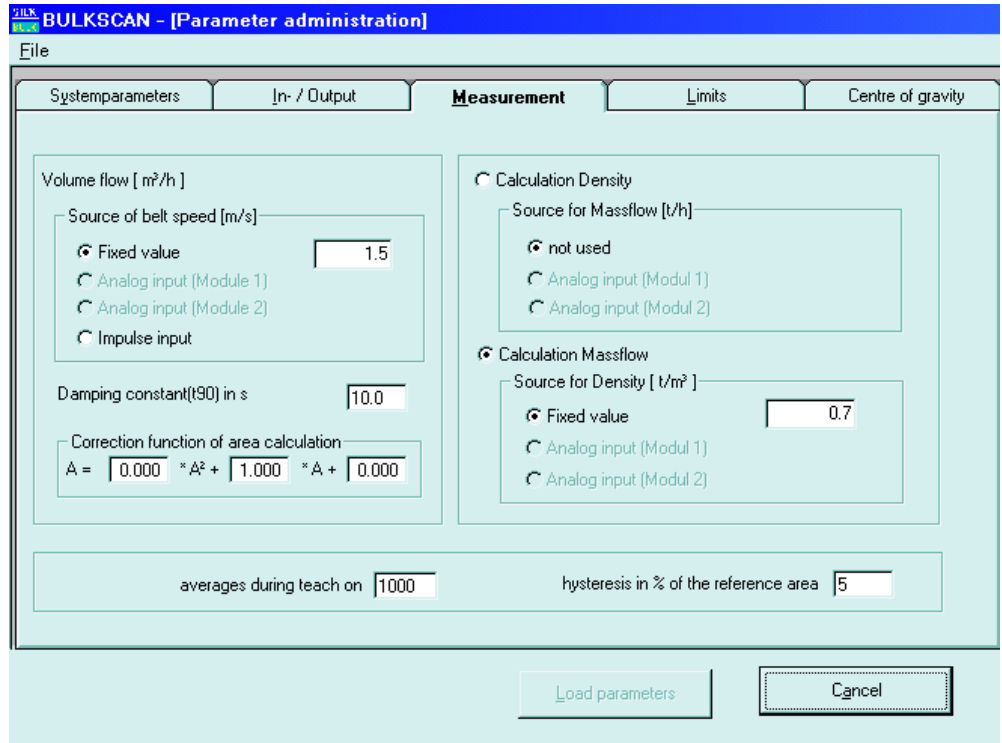 BULKSCAN - [Parameter administration]
File
Systemparameters
In- / Output
Measurement
Limits
Centre of gravity
Volume flow [ m³/h ]
Source of belt speed [m/s]
Fixed value 1.5
Analog input (Module 1)
Analog input (Module 2)
Impulse input
Damping constant(t90) in s 10.0
Correction function of area calculation
A = 0.000 * A² + 1.000 * A + 0.000
Calculation Density
Source for Massflow [t/h]
not used
Analog input (Modul 1)
Analog input (Modul 2)
Calculation Massflow
Source for Density [ t/m³ ]
Fixed value 0.7
Analog input (Modul 1)
Analog input (Modul 2)
averages during teach on 1000
hysteresis in % of the reference area 5
Load parameters
Cancel